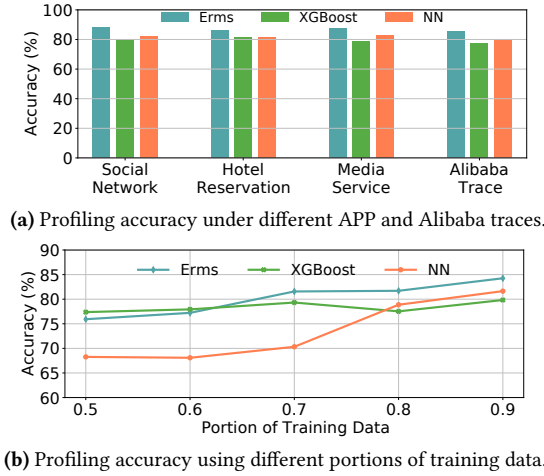 100
Erms XGBoost NN
80
60
40
20
0
Accuracy (%)
Social Network
Hotel Reservation
Media Service
Alibaba Trace
(a) Profiling accuracy under different APP and Alibaba traces.
90
Erms XGBoost NN
85
80
75
70
65
60
Accuracy (%)
0.5 0.6 0.7 0.8 0.9
Portion of Training Data
(b) Profiling accuracy using different portions of training data.